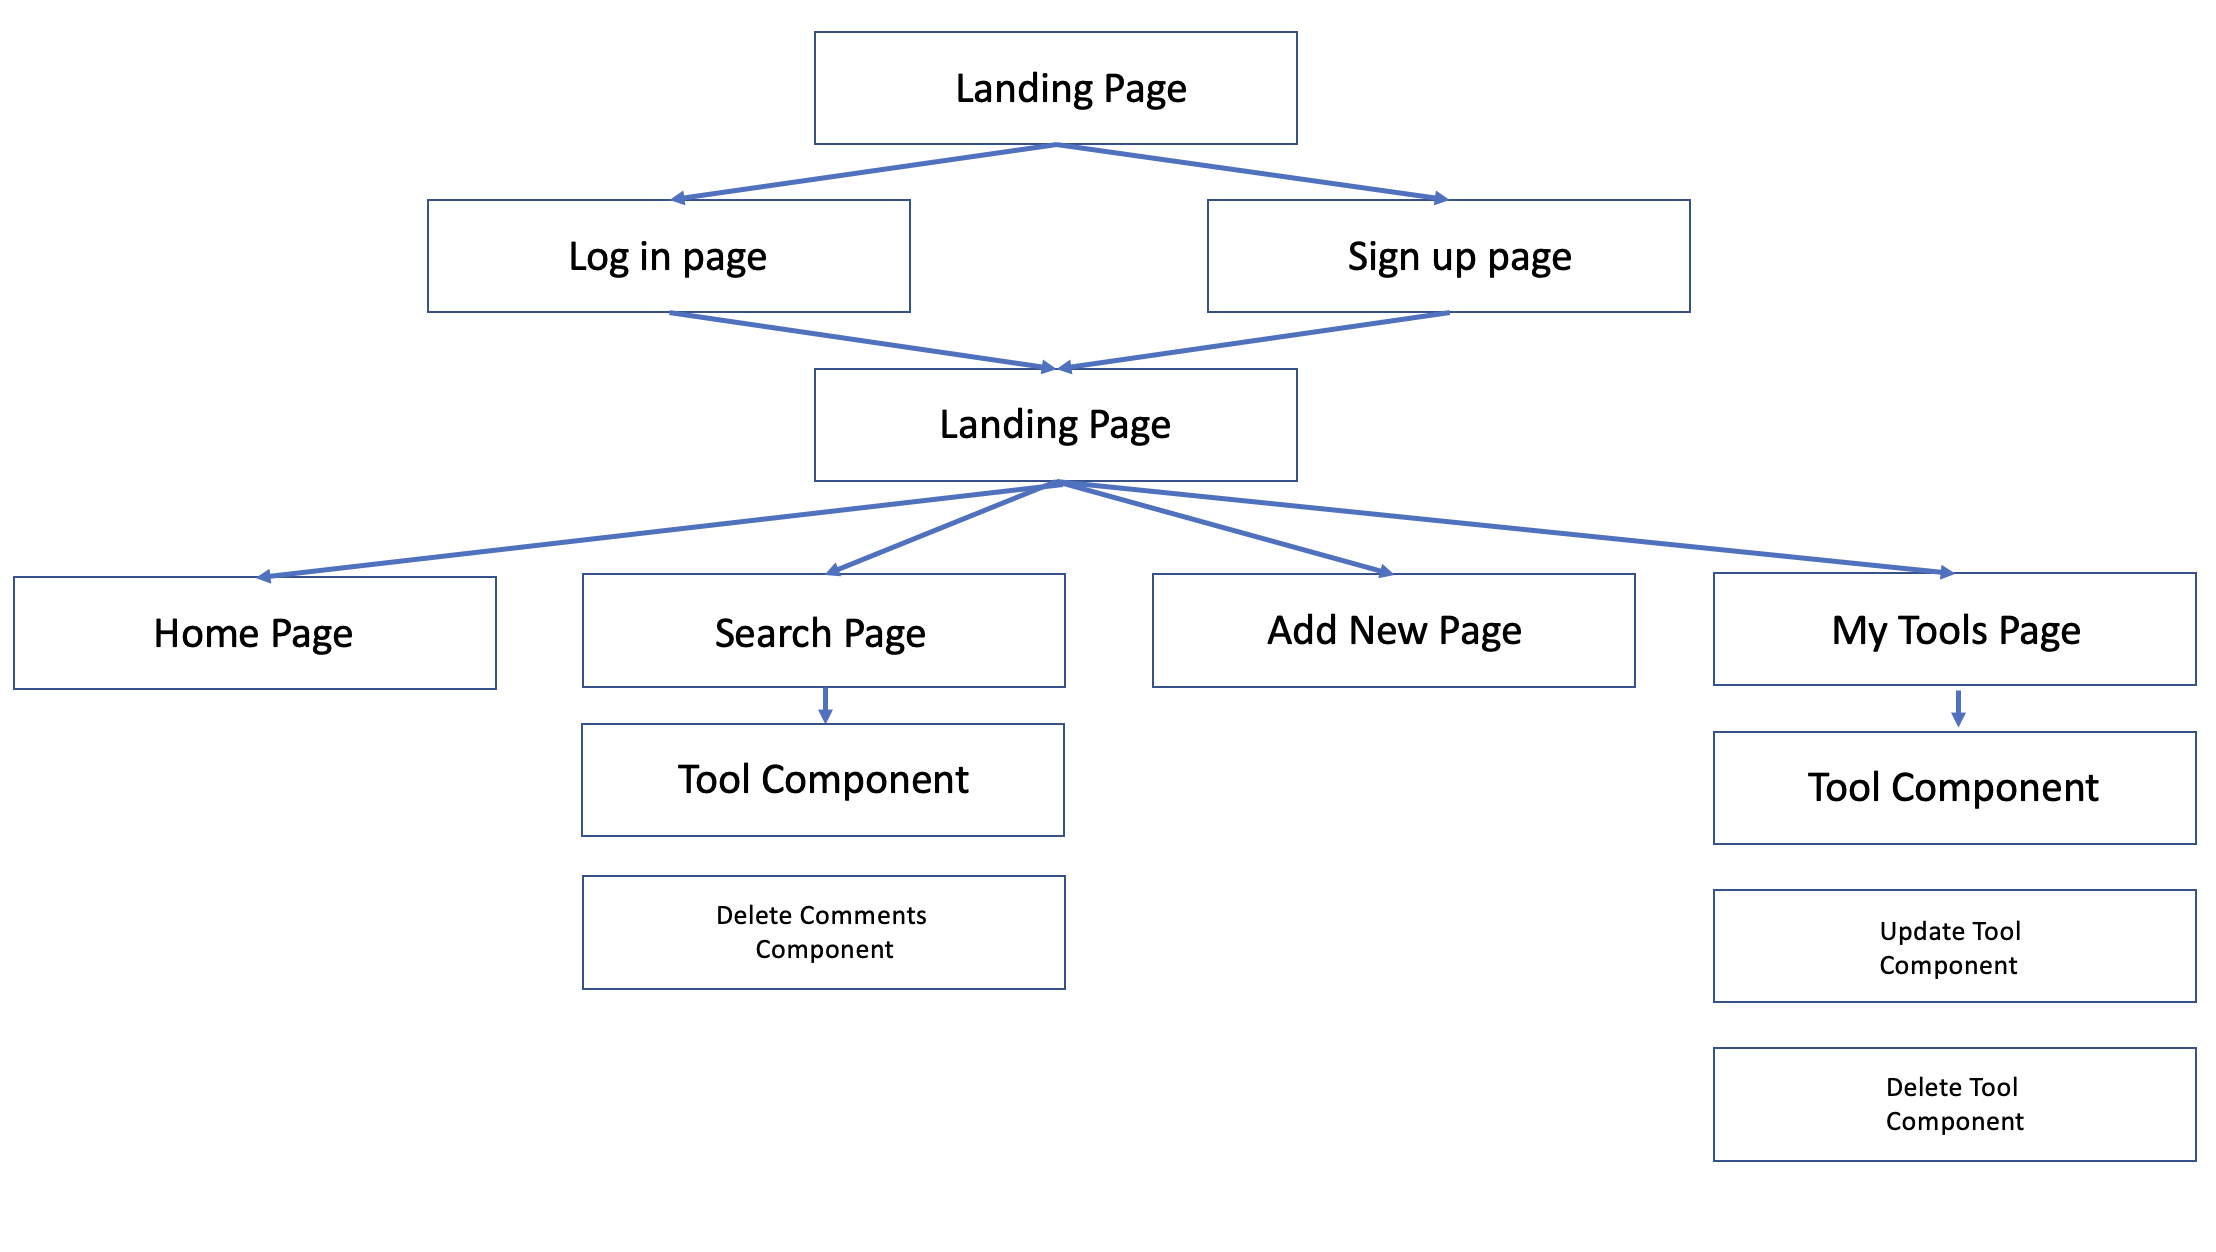 Landing Page
Log in page
Sign up page
Landing Page
Home Page
Search Page
Add New Page
My Tools Page
Tool Component
Tool Component
Delete Comments
Component
Update Tool
Component
Delete Tool
Component